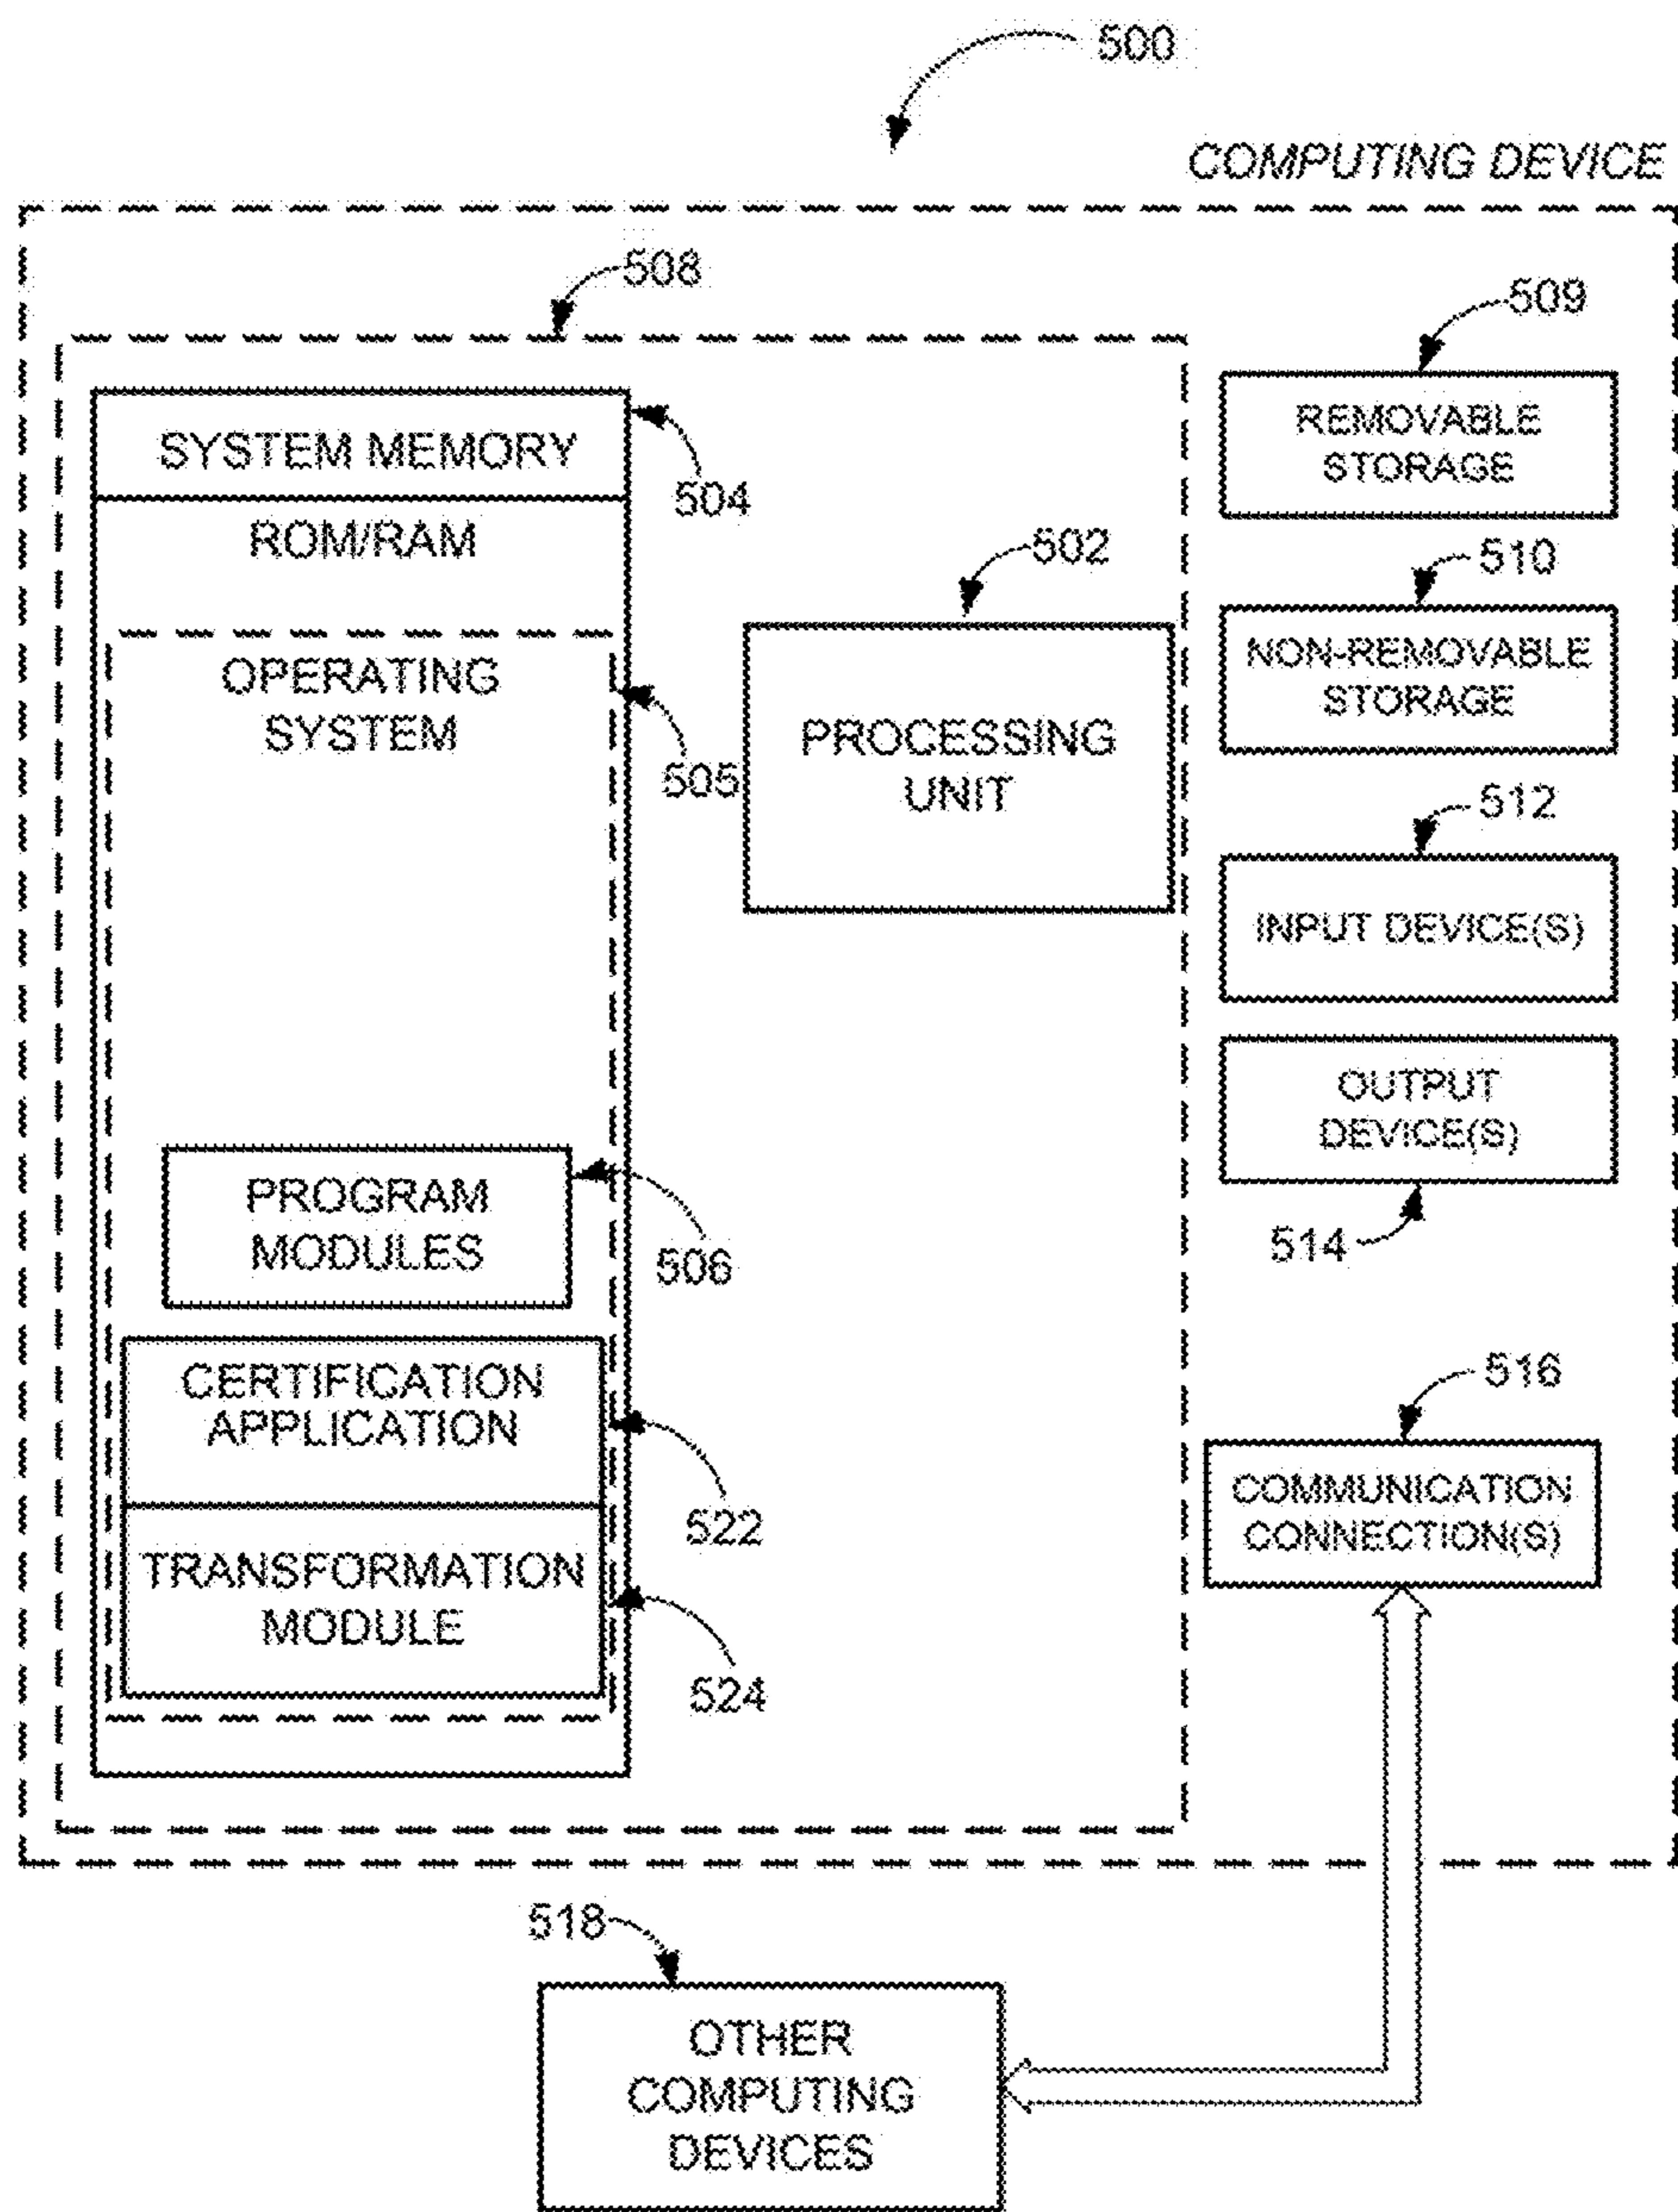 500
COMPUTING DEVICE
508
509
SYSTEM MEMORY
504
ROM/RAM
OPERATING
SYSTEM
505
502
PROCESSING
UNIT
REMOVABLE
STORAGE
510
NON-REMOVABLE
STORAGE
512
INPUT DEVICE(S)
OUTPUT
DEVICE(S)
514
PROGRAM
MODULES
506
CERTIFICATION
APPLICATION
522
TRANSFORMATION
MODULE
524
516
COMMUNICATION
CONNECTION(S)
518
OTHER
COMPUTING
DEVICES